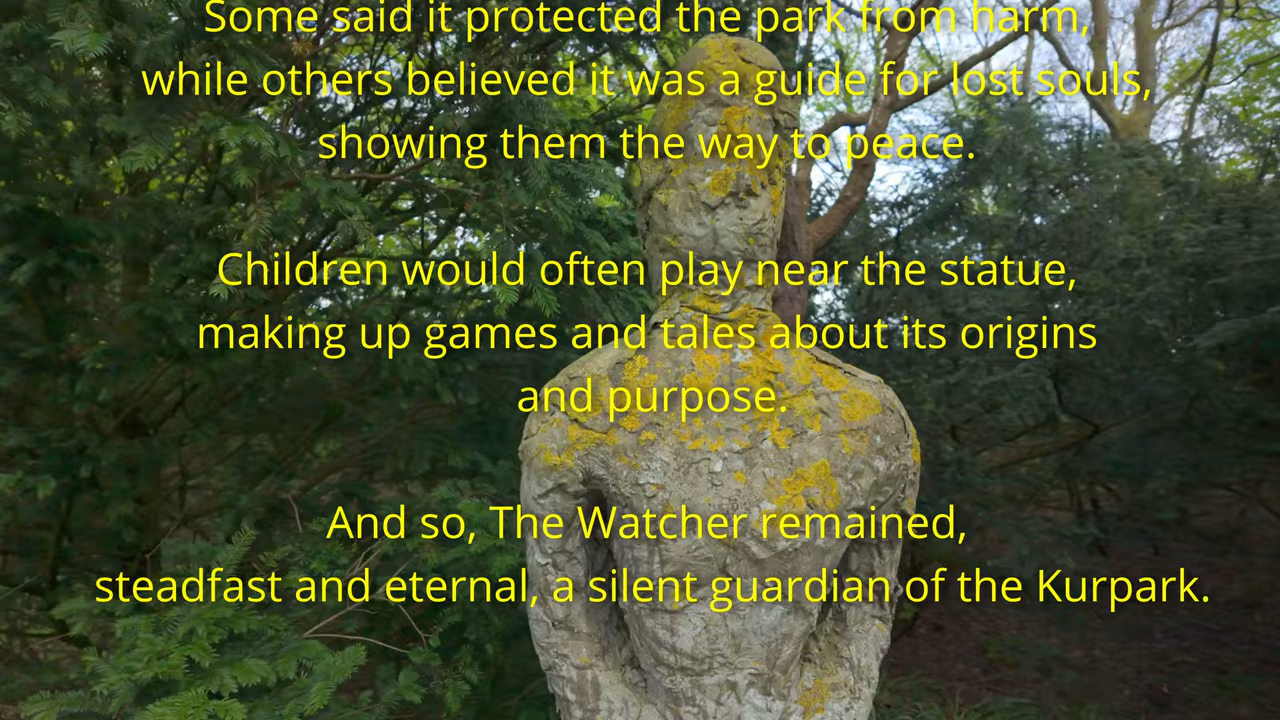 Some said it protected the park from harm,
while others believed it was a guide for lost souls,
showing them the way to peace.
Children would often play near the statue,
making up games and tales about its origins
and purpose.
And so, The Watcher remained,
steadfast and eternal, a silent guardian of the Kurpark.